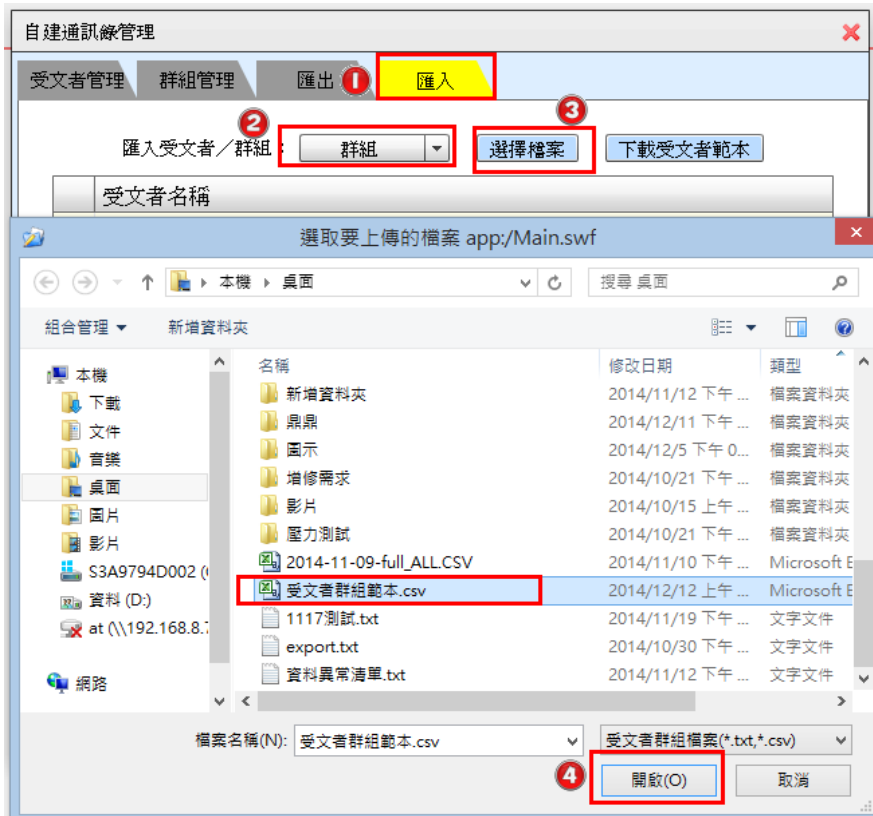 自建通訊錄管理
受文者管理 群組管理 匯出 1 匯入
2 3
匯入受文者／群組： 群組 選擇檔案 下載受文者範本
受文者名稱
選取要上傳的檔案 app:/Main.swf
本機 桌面 搜尋 桌面
組合管理 新增資料夾
本機
下載
文件
音樂
桌面
圖片
影片
S3A9794D002 (
資料 (D:)
at (\\192.168.8.
網路
名稱 修改日期 類型
新增資料夾 2014/11/12 下午 ... 檔案資料夾
鼎鼎 2014/12/11 下午 ... 檔案資料夾
圖示 2014/12/5 下午 0... 檔案資料夾
增修需求 2014/10/21 下午 ... 檔案資料夾
影片 2014/10/15 上午 ... 檔案資料夾
壓力測試 2014/10/21 下午 ... 檔案資料夾
2014-11-09-full_ALL.CSV 2014/11/10 下午 ... Microsoft E
受文者群組範本.csv 2014/12/12 上午 ... Microsoft E
1117測試.txt 2014/11/19 下午 ... 文字文件
export.txt 2014/10/30 下午 ... 文字文件
資料異常清單.txt 2014/11/12 下午 ... 文字文件
檔案名稱(N): 受文者群組範本.csv 受文者群組檔案(*.txt,*.csv)
4 開啟(O) 取消